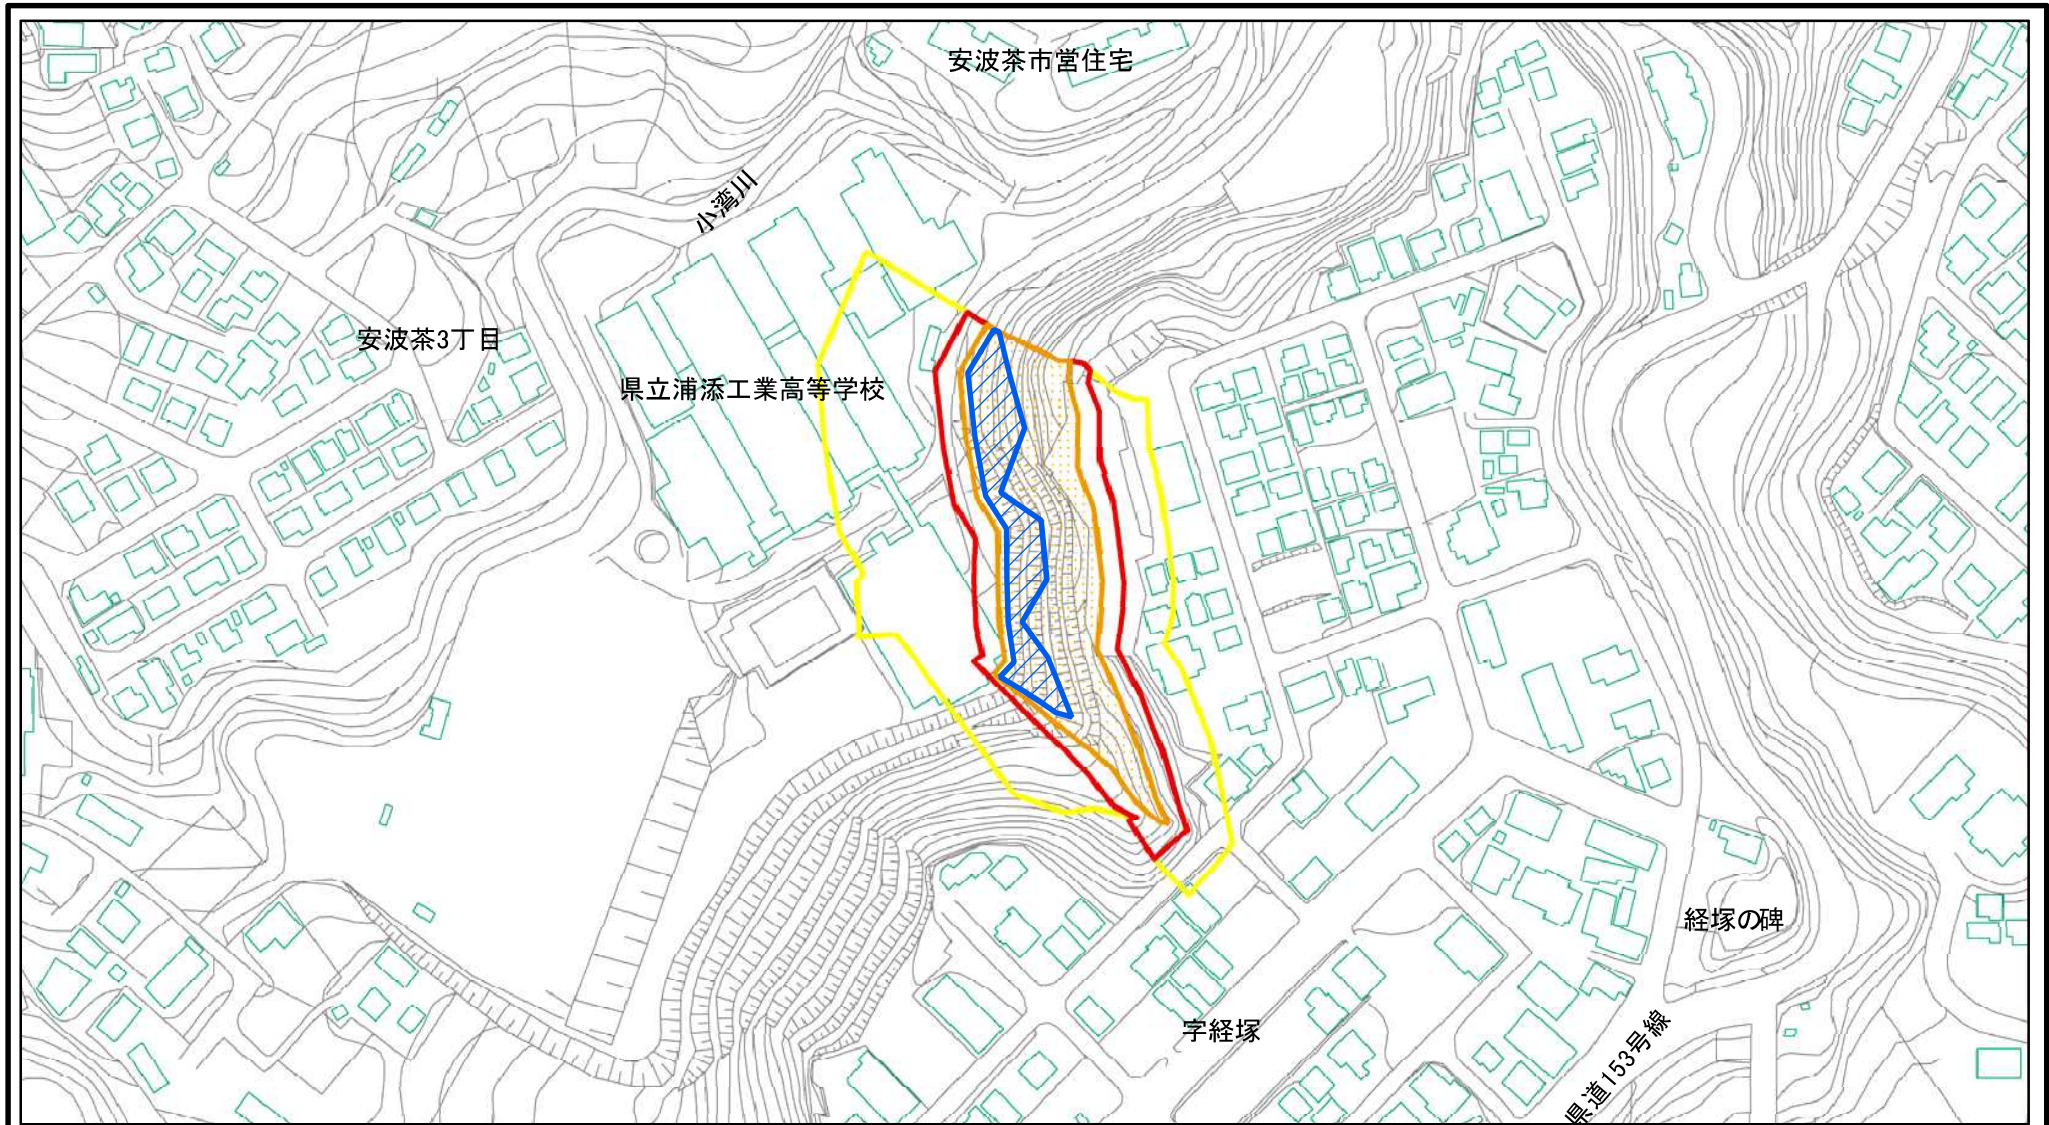 安波茶市営住宅
小湾川
安波茶3丁目
県立浦添工業高等学校
経塚の碑
字経塚
県道153号線